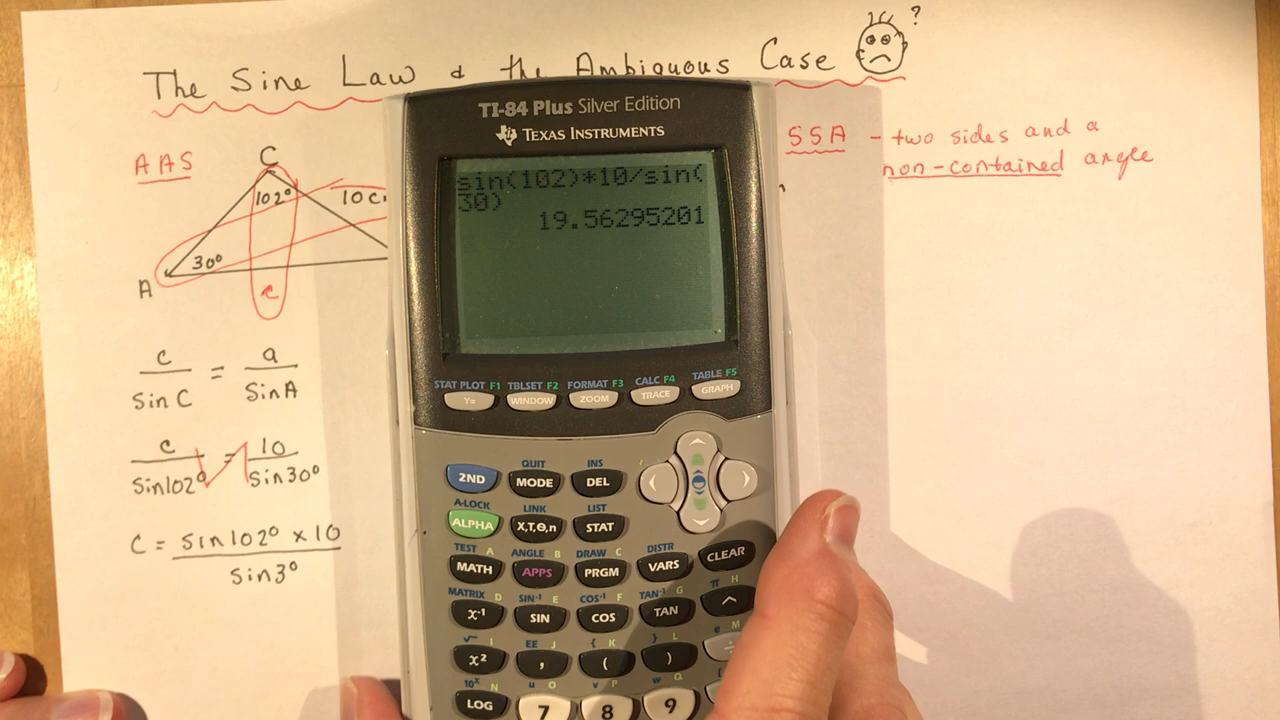 The Sine Law & the Ambiguous Case ?
AAS
C
102°
10 c
30°
A
c
c / Sin C = a / Sin A
c / Sin102° = 10 / Sin30°
C = Sin102° x 10 / Sin3°
SSA - two sides and a
non-contained angle
TI-84 Plus Silver Edition
TEXAS INSTRUMENTS
sin(102)*10/sin(
30)
19.56295201
STAT PLOT F1 TBLSET F2 FORMAT F3 CALC F4 TABLE F5
Y= WINDOW ZOOM TRACE GRAPH
QUIT INS
2ND MODE DEL
A-LOCK LINK LIST
ALPHA X,T,θ,n STAT
TEST A ANGLE B DRAW C DISTR
MATH APPS PRGM VARS CLEAR
MATRIX D SIN⁻¹ E COS⁻¹ F TAN⁻¹ G π H
x⁻¹ SIN COS TAN ^
√ I EE J { K } L e M
x² , ( ) ÷
10ˣ N u O v P w Q
LOG 7 8 9